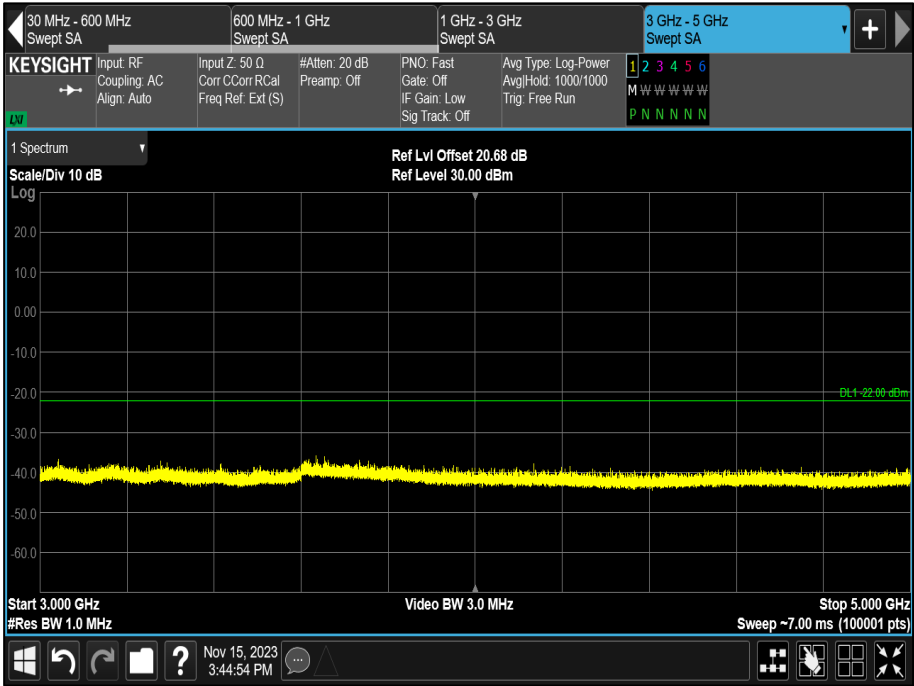 30 MHz - 600 MHz
Swept SA
600 MHz - 1 GHz
Swept SA
1 GHz - 3 GHz
Swept SA
3 GHz - 5 GHz
Swept SA
KEYSIGHT
LXI
Input: RF
Coupling: AC
Align: Auto
Input Z: 50 Ω
Corr CCorr RCal
Freq Ref: Ext (S)
#Atten: 20 dB
Preamp: Off
PNO: Fast
Gate: Off
IF Gain: Low
Sig Track: Off
Avg Type: Log-Power
Avg|Hold: 1000/1000
Trig: Free Run
1 2 3 4 5 6
M W W W W W
P N N N N N
1 Spectrum
Scale/Div 10 dB
Ref Lvl Offset 20.68 dB
Ref Level 30.00 dBm
Log
20.0
10.0
0.00
-10.0
-20.0
DL1 -22.00 dBm
-30.0
-40.0
-50.0
-60.0
Start 3.000 GHz
Video BW 3.0 MHz
Stop 5.000 GHz
#Res BW 1.0 MHz
Sweep ~7.00 ms (100001 pts)
?
Nov 15, 2023
3:44:54 PM